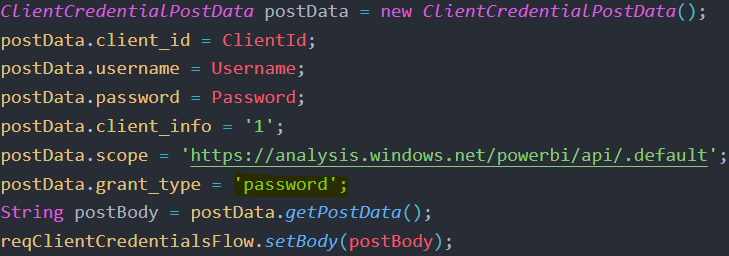 ClientCredentialPostData postData = new ClientCredentialPostData();
postData.client_id = ClientId;
postData.username = Username;
postData.password = Password;
postData.client_info = '1';
postData.scope = 'https://analysis.windows.net/powerbi/api/.default';
postData.grant_type = 'password';
String postBody = postData.getPostData();
reqClientCredentialsFlow.setBody(postBody);